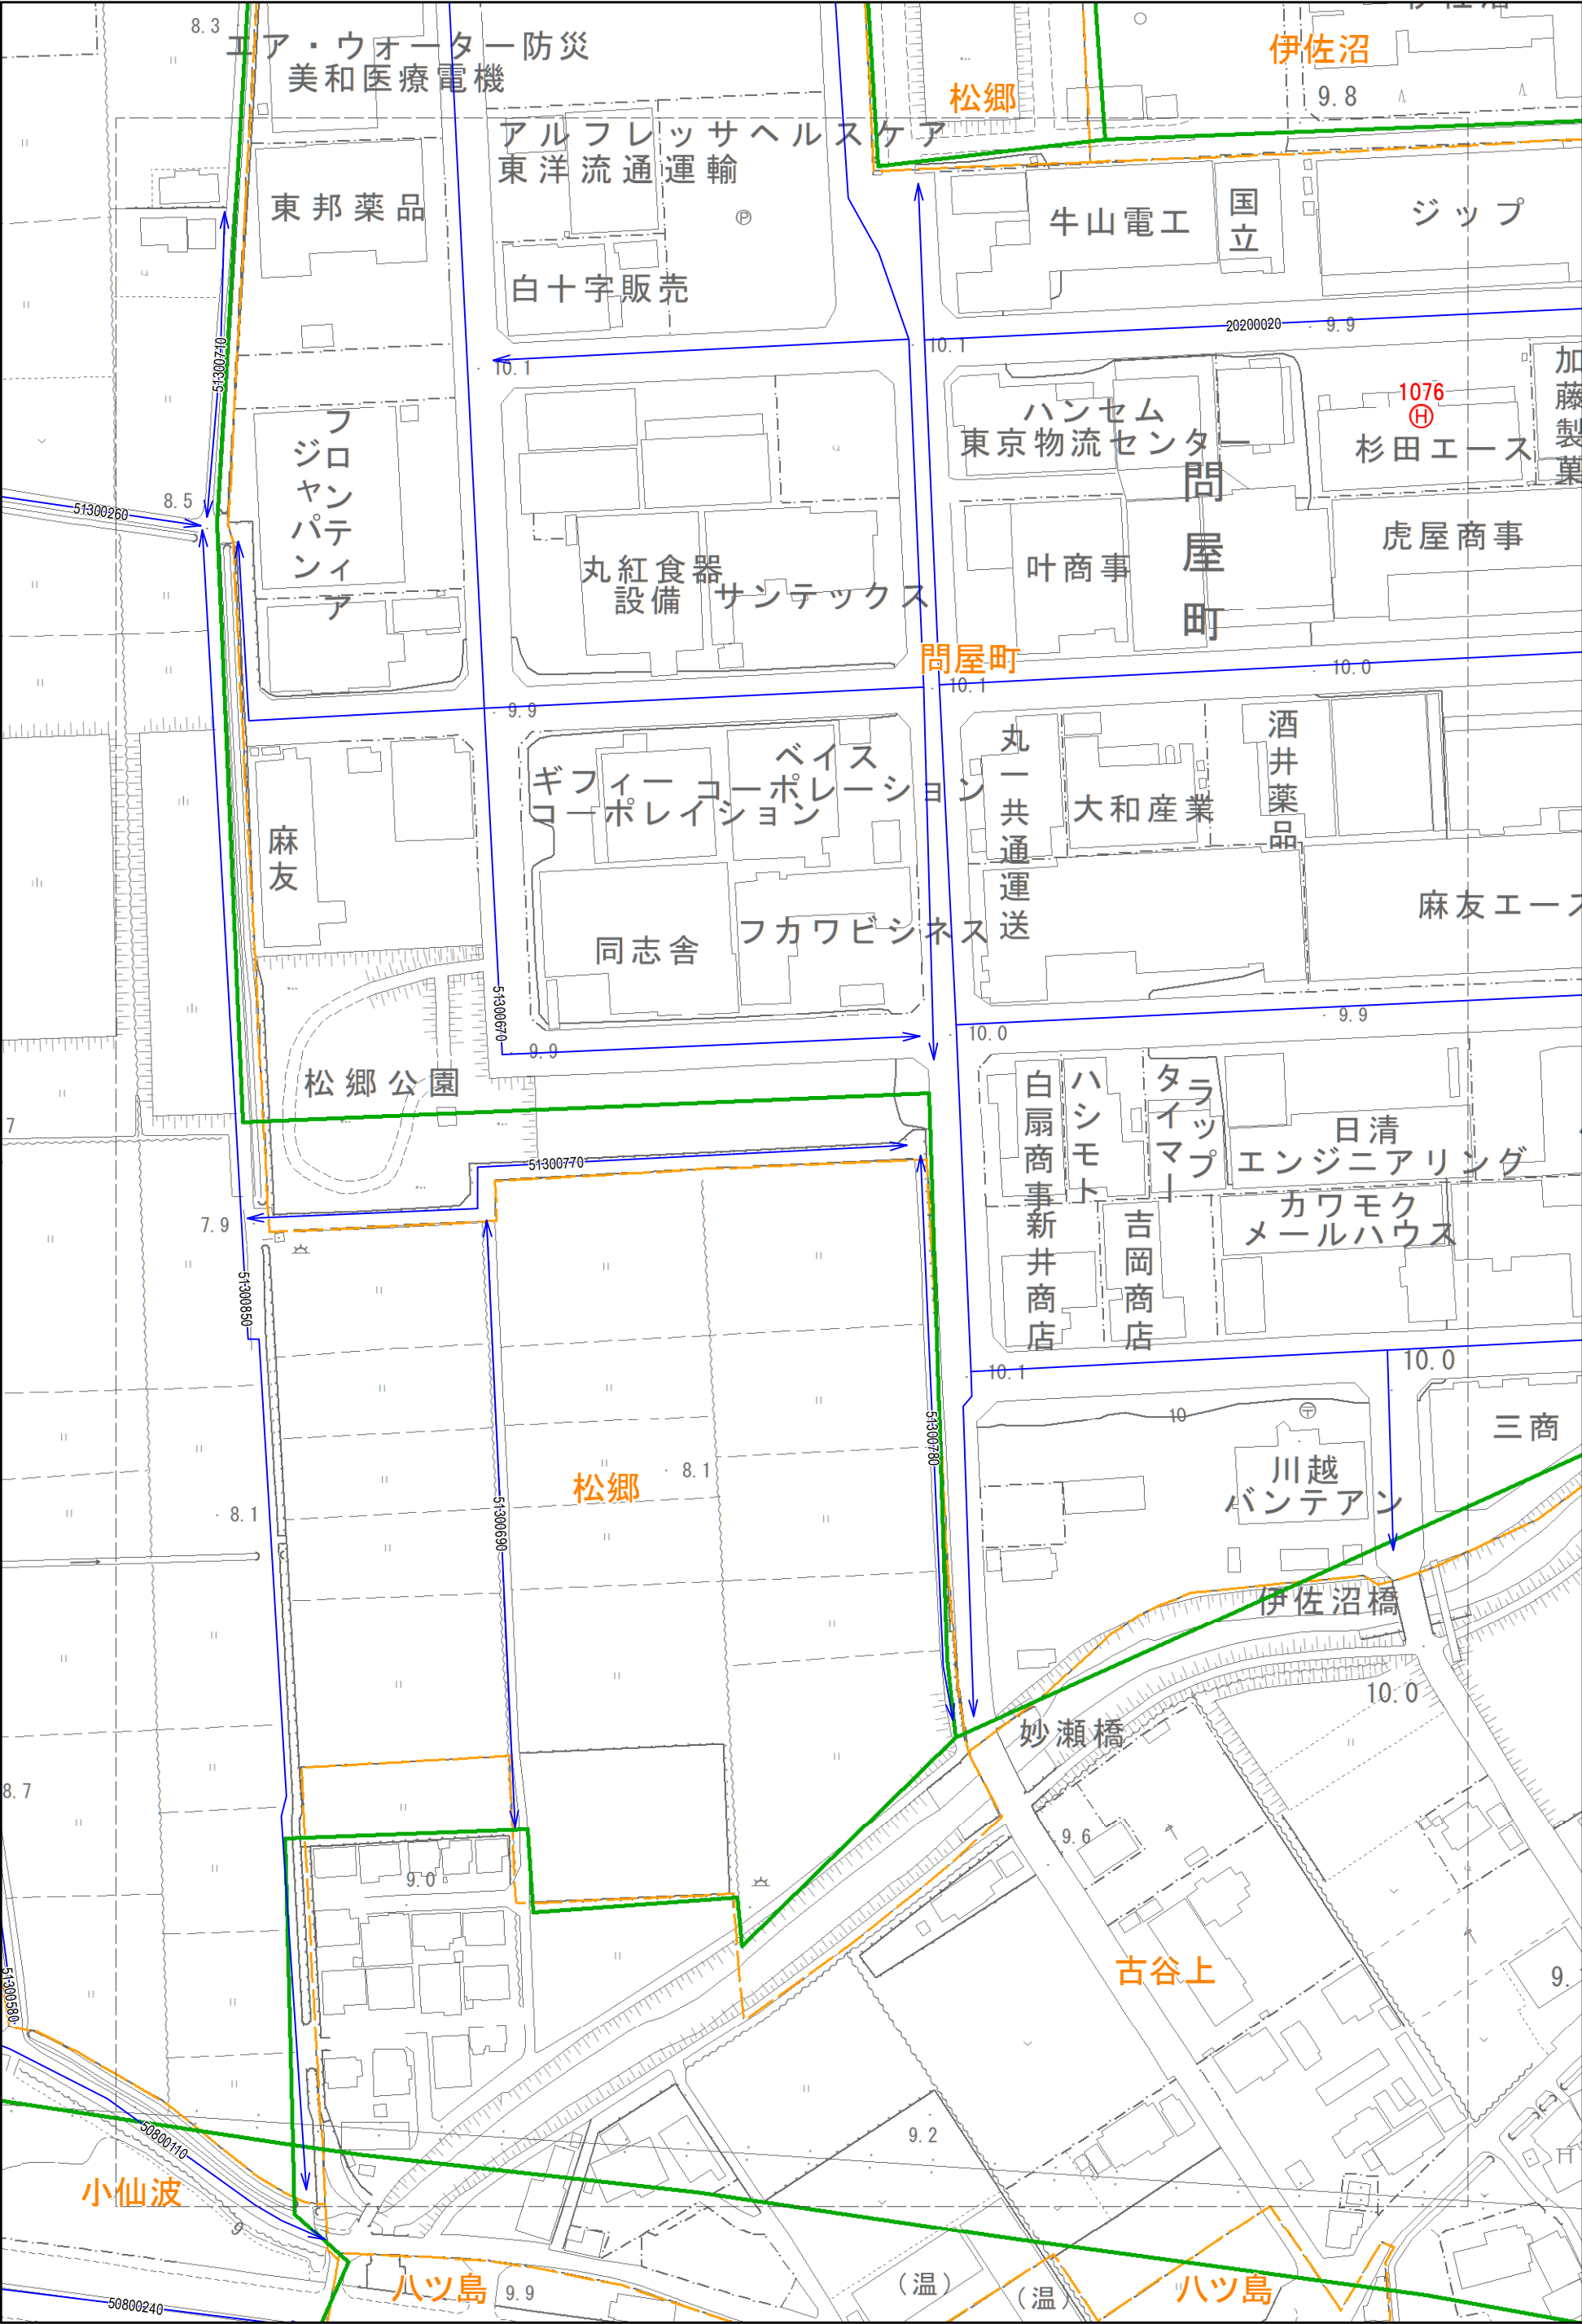 8.3
エア・ウォーター防災
美和医療電機
松郷
伊佐沼
9.8
アルフレッサヘルスケア
東洋流通運輸
東邦薬品
白十字販売
牛山電工
国立
ジップ
20200020
9.9
10.1
10.1
51300710
フロンティア
ジャパン
ハンセム
東京物流センター
1076
H
杉田エース
加藤製菓
問屋町
8.5
51300260
丸紅食器
設備
サンテックス
叶商事
虎屋商事
問屋町
10.0
10.1
9.9
麻友
ギフィー
コーポレイション
ベイス
コーポレーション
丸一共通運送
大和産業
酒井薬品
麻友エース
同志舎
フカワビジネス
51300670
9.9
10.0
9.9
松郷公園
白扇商事
ハシモト
タイマー
ラップ
日清
エンジニアリング
7
51300770
カワモク
メールハウス
7.9
新井商店
吉岡商店
51300850
10.1
10.0
10
三商
51300780
川越
バンテアン
松郷
8.1
8.1
51300690
伊佐沼橋
10.0
妙瀬橋
8.7
9.6
9.0
古谷上
9.
51300580
50800110
9.2
小仙波
9
八ツ島
9.9
(温)
(温)
八ツ島
50800240